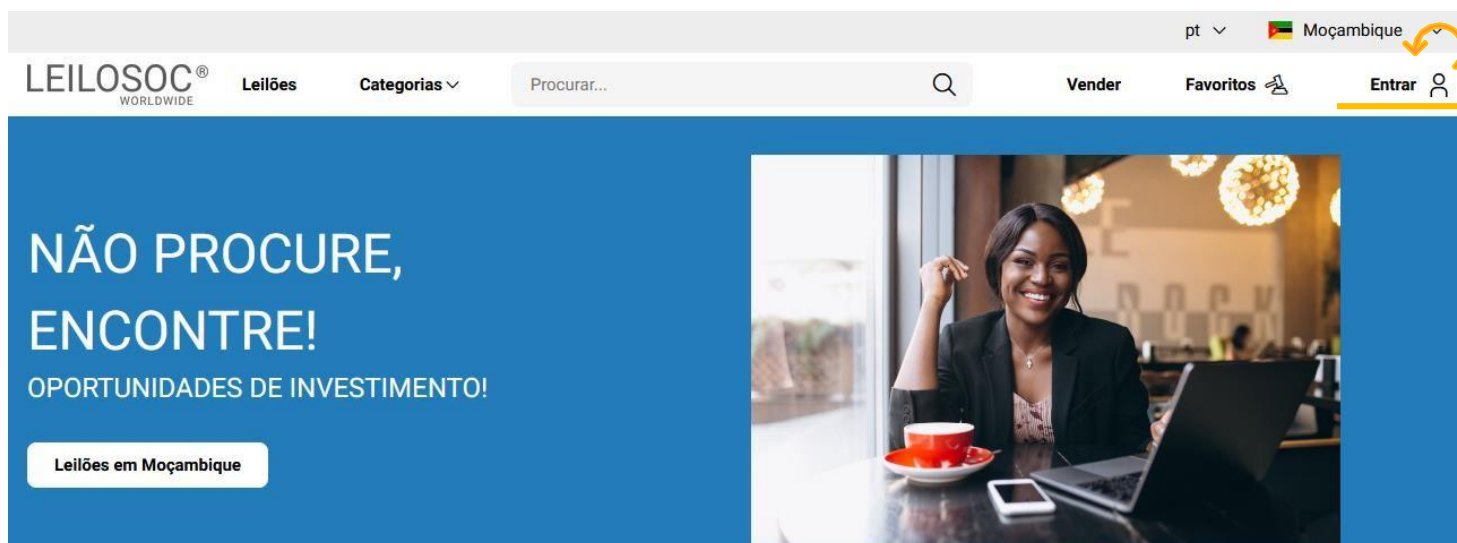 pt Moçambique
LEILOSOC® Leilões Categorias Procurar... Vender Favoritos Entrar
WORLDWIDE
NÃO PROCURE,
ENCONTRE!
OPORTUNIDADES DE INVESTIMENTO!
Leilões em Moçambique